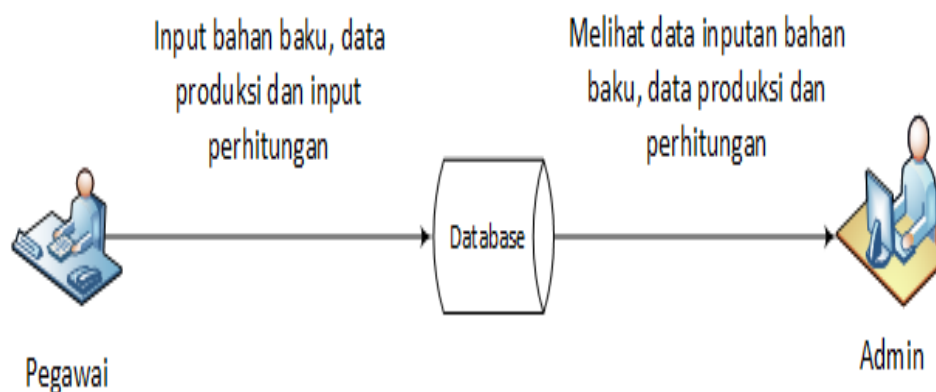 Input bahan baku, data
produksi dan input
perhitungan
Melihat data inputan bahan
baku, data produksi dan
perhitungan
Database
Pegawai
Admin